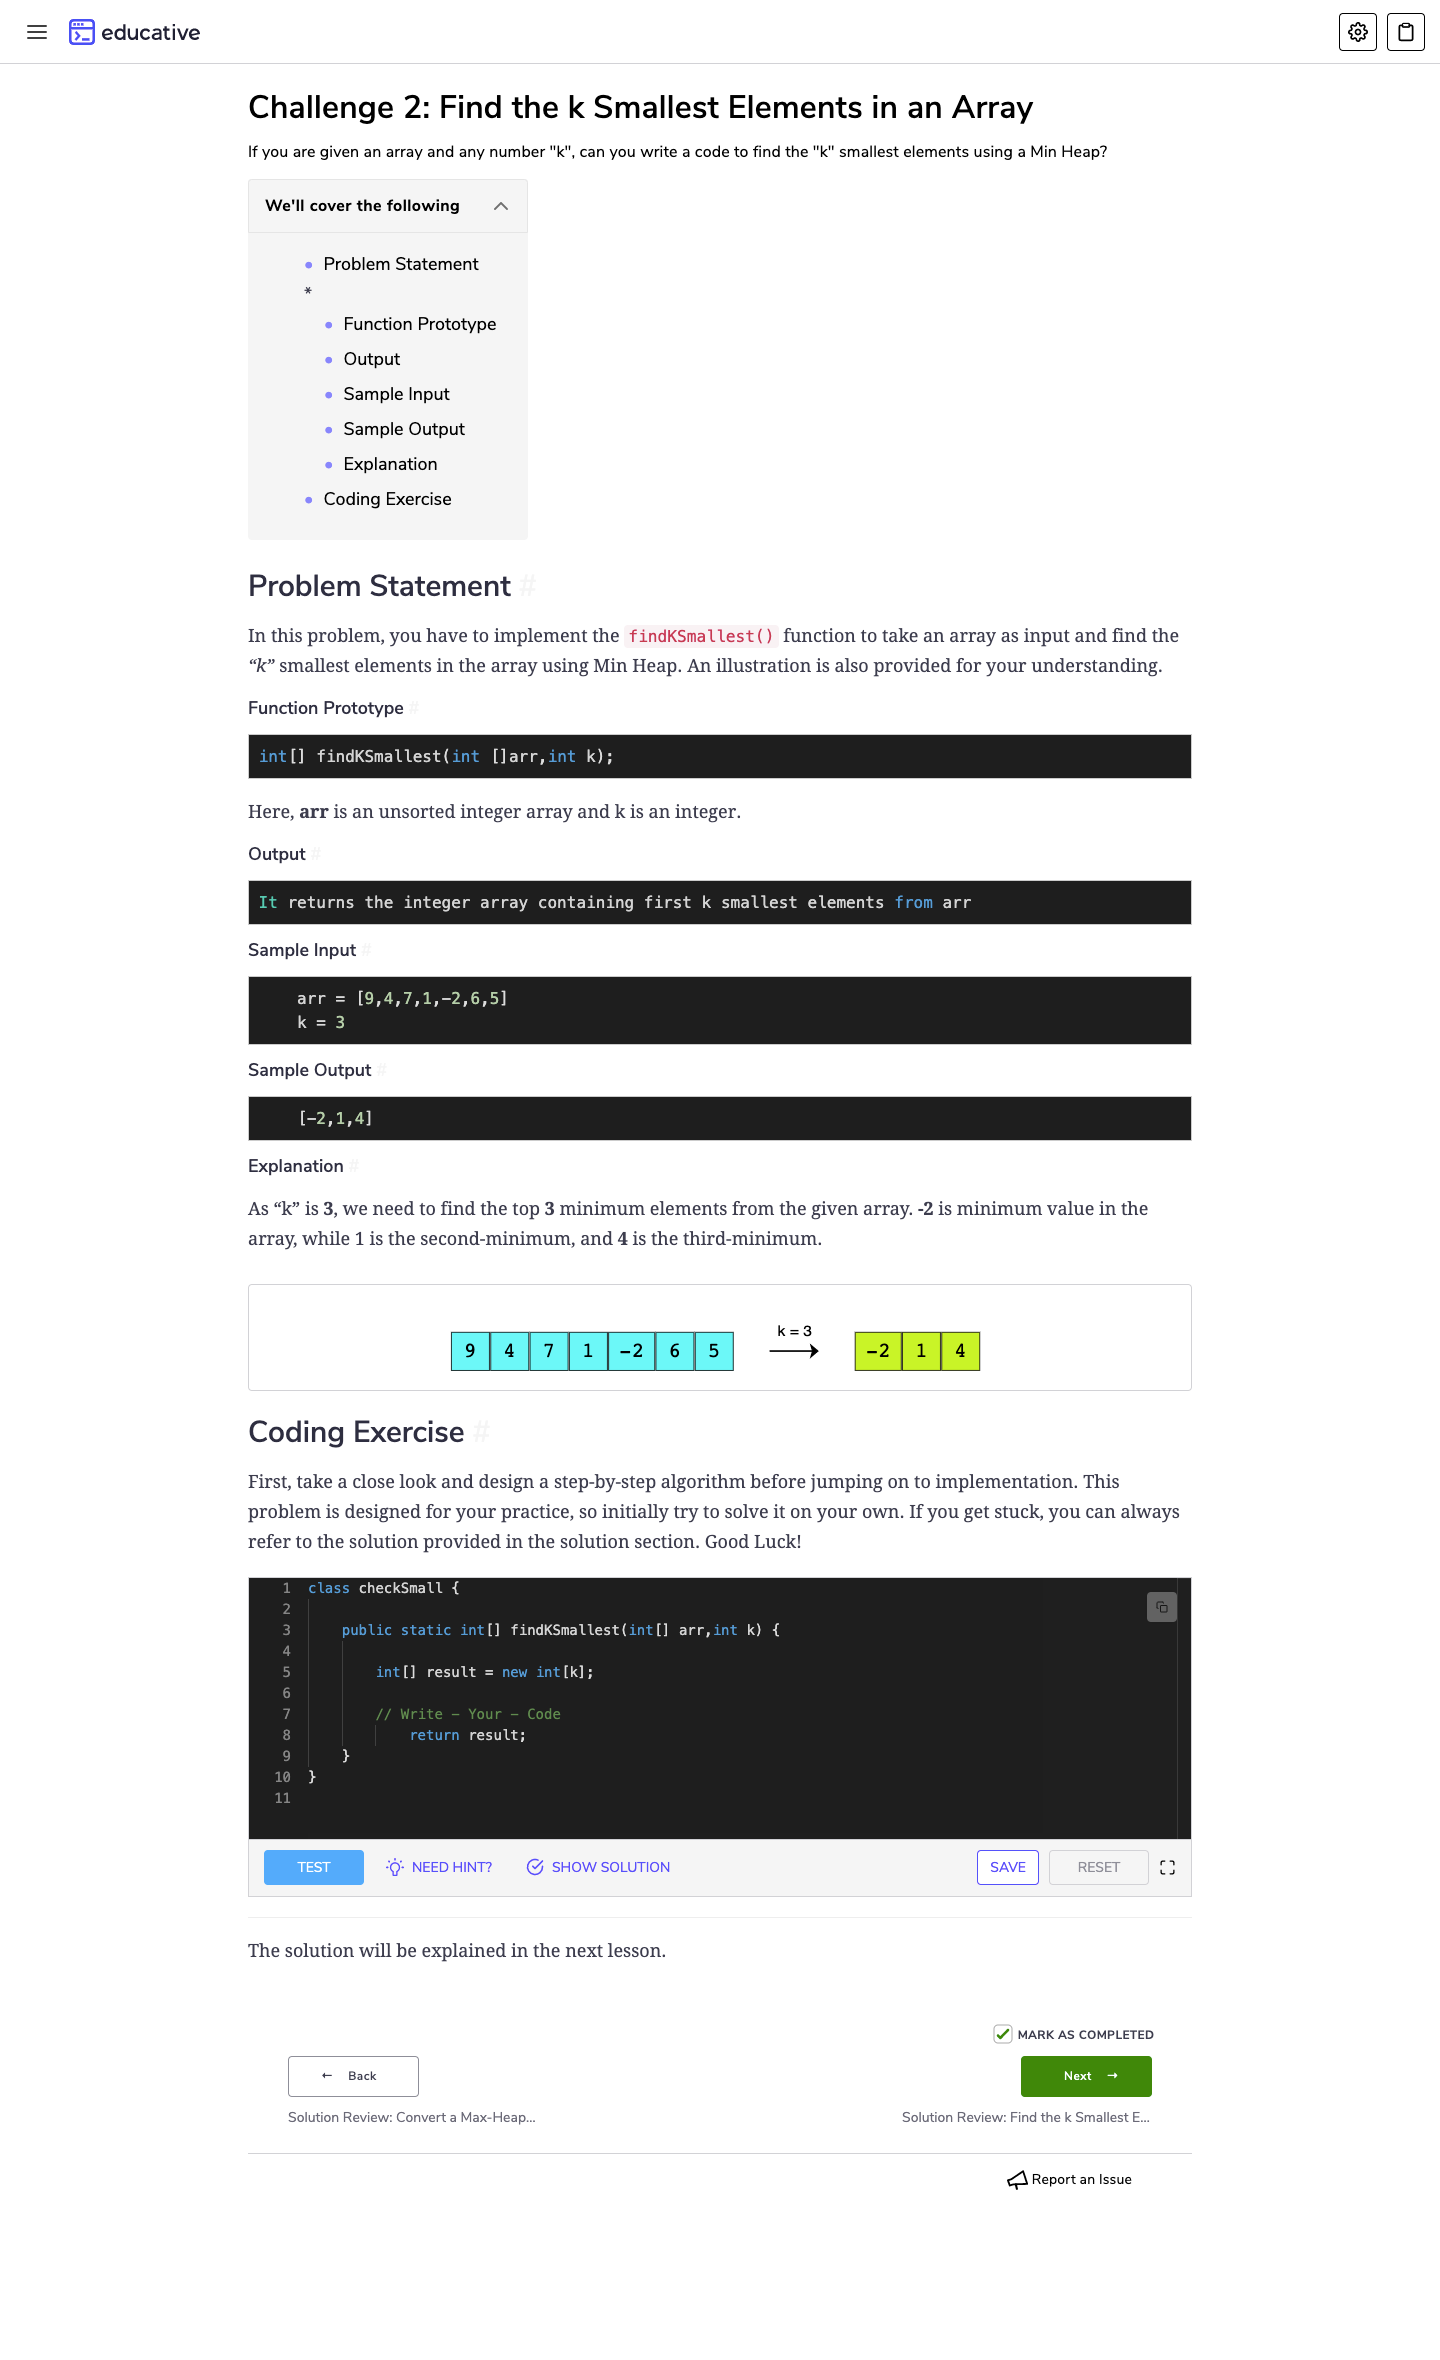 educative
Challenge 2: Find the k Smallest Elements in an Array
If you are given an array and any number "k", can you write a code to find the "k" smallest elements using a Min Heap?
We'll cover the following
Problem Statement
*
Function Prototype
Output
Sample Input
Sample Output
Explanation
Coding Exercise
Problem Statement #
In this problem, you have to implement the findKSmallest() function to take an array as input and find the
“k” smallest elements in the array using Min Heap. An illustration is also provided for your understanding.
Function Prototype #
int[] findKSmallest(int []arr,int k);
Here, arr is an unsorted integer array and k is an integer.
Output #
It returns the integer array containing first k smallest elements from arr
Sample Input #
arr = [9,4,7,1,-2,6,5]
k = 3
Sample Output #
[-2,1,4]
Explanation #
As “k” is 3, we need to find the top 3 minimum elements from the given array. -2 is minimum value in the
array, while 1 is the second-minimum, and 4 is the third-minimum.
k = 3
9 4 7 1 -2 6 5 -2 1 4
Coding Exercise #
First, take a close look and design a step-by-step algorithm before jumping on to implementation. This
problem is designed for your practice, so initially try to solve it on your own. If you get stuck, you can always
refer to the solution provided in the solution section. Good Luck!
1 class checkSmall {
2
3 public static int[] findKSmallest(int[] arr,int k) {
4
5 int[] result = new int[k];
6
7 // Write - Your - Code
8 return result;
9 }
10 }
11
TEST NEED HINT? SHOW SOLUTION SAVE RESET
The solution will be explained in the next lesson.
MARK AS COMPLETED
← Back Next →
Solution Review: Convert a Max-Heap... Solution Review: Find the k Smallest E...
Report an Issue